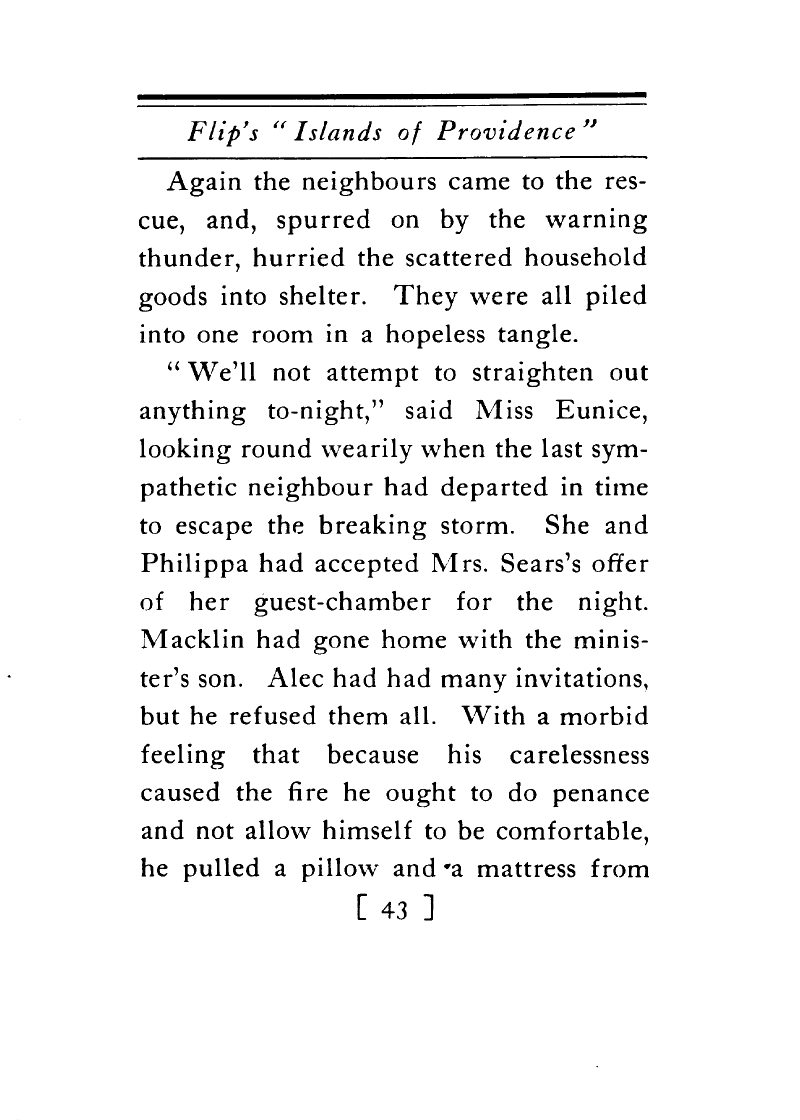 Flip's "Islands of Providence"
Again the neighbours came to the res-
cue, and, spurred on by the warning
thunder, hurried the scattered household
goods into shelter. They were all piled
into one room in a hopeless tangle.
"We'll not attempt to straighten out
anything to-night," said Miss Eunice,
looking round wearily when the last sym-
pathetic neighbour had departed in time
to escape the breaking storm. She and
Philippa had accepted Mrs. Sears's offer
of her guest-chamber for the night.
Macklin had gone home with the minis-
ter's son. Alec had had many invitations,
but he refused them all. With a morbid
feeling that because his carelessness
caused the fire he ought to do penance
and not allow himself to be comfortable,
he pulled a pillow and a mattress from
[ 43 ]